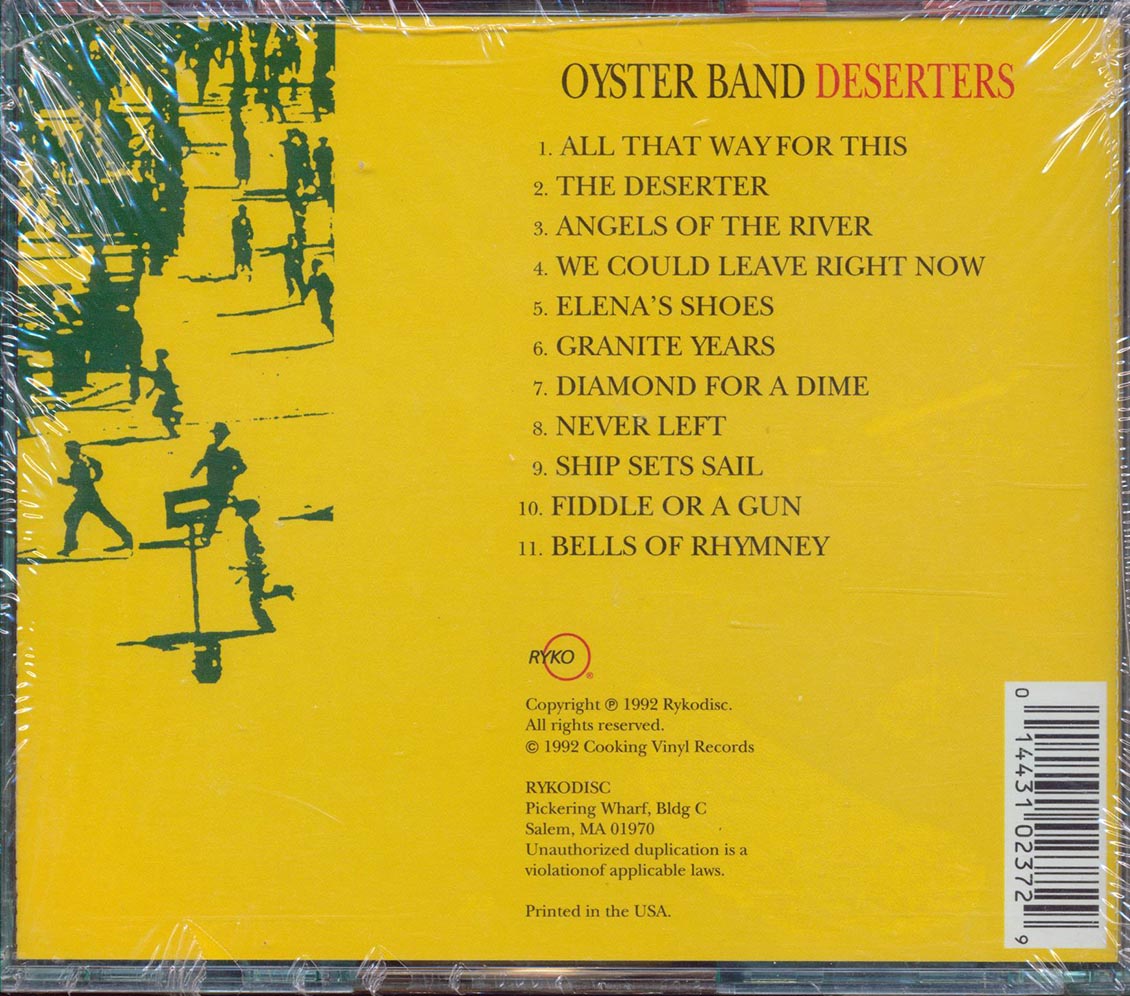 OYSTER BAND DESERTERS
1. ALL THAT WAY FOR THIS
2. THE DESERTER
3. ANGELS OF THE RIVER
4. WE COULD LEAVE RIGHT NOW
5. ELENA'S SHOES
6. GRANITE YEARS
7. DIAMOND FOR A DIME
8. NEVER LEFT
9. SHIP SETS SAIL
10. FIDDLE OR A GUN
11. BELLS OF RHYMNEY
RYKO®
Copyright ℗ 1992 Rykodisc.
All rights reserved.
© 1992 Cooking Vinyl Records
RYKODISC
Pickering Wharf, Bldg C
Salem, MA 01970
Unauthorized duplication is a
violationof applicable laws.
Printed in the USA.
0 14431 02372 9